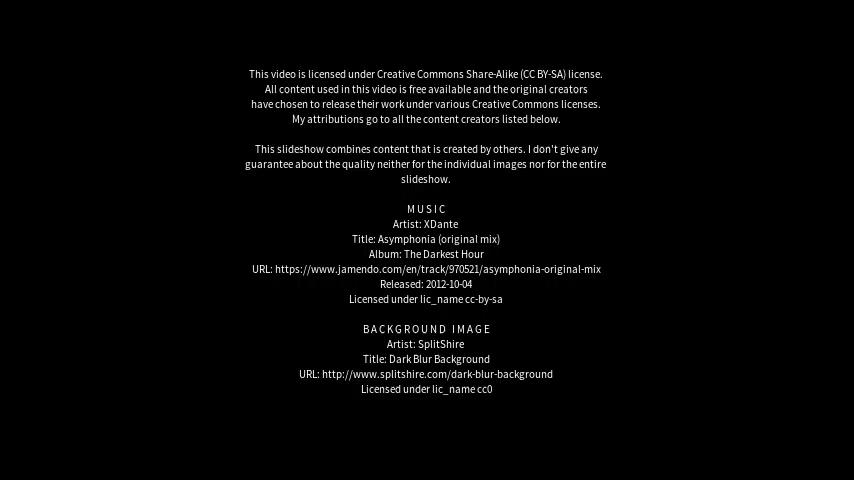 This video is licensed under Creative Commons Share-Alike (CC BY-SA) license.
All content used in this video is free available and the original creators
have chosen to release their work under various Creative Commons licenses.
My attributions go to all the content creators listed below.
This slideshow combines content that is created by others. I don't give any
guarantee about the quality neither for the individual images nor for the entire
slideshow.
MUSIC
Artist: XDante
Title: Asymphonia (original mix)
Album: The Darkest Hour
URL: https://www.jamendo.com/en/track/970521/asymphonia-original-mix
Released: 2012-10-04
Licensed under lic_name cc-by-sa
BACKGROUND IMAGE
Artist: SplitShire
Title: Dark Blur Background
URL: http://www.splitshire.com/dark-blur-background
Licensed under lic_name cc0